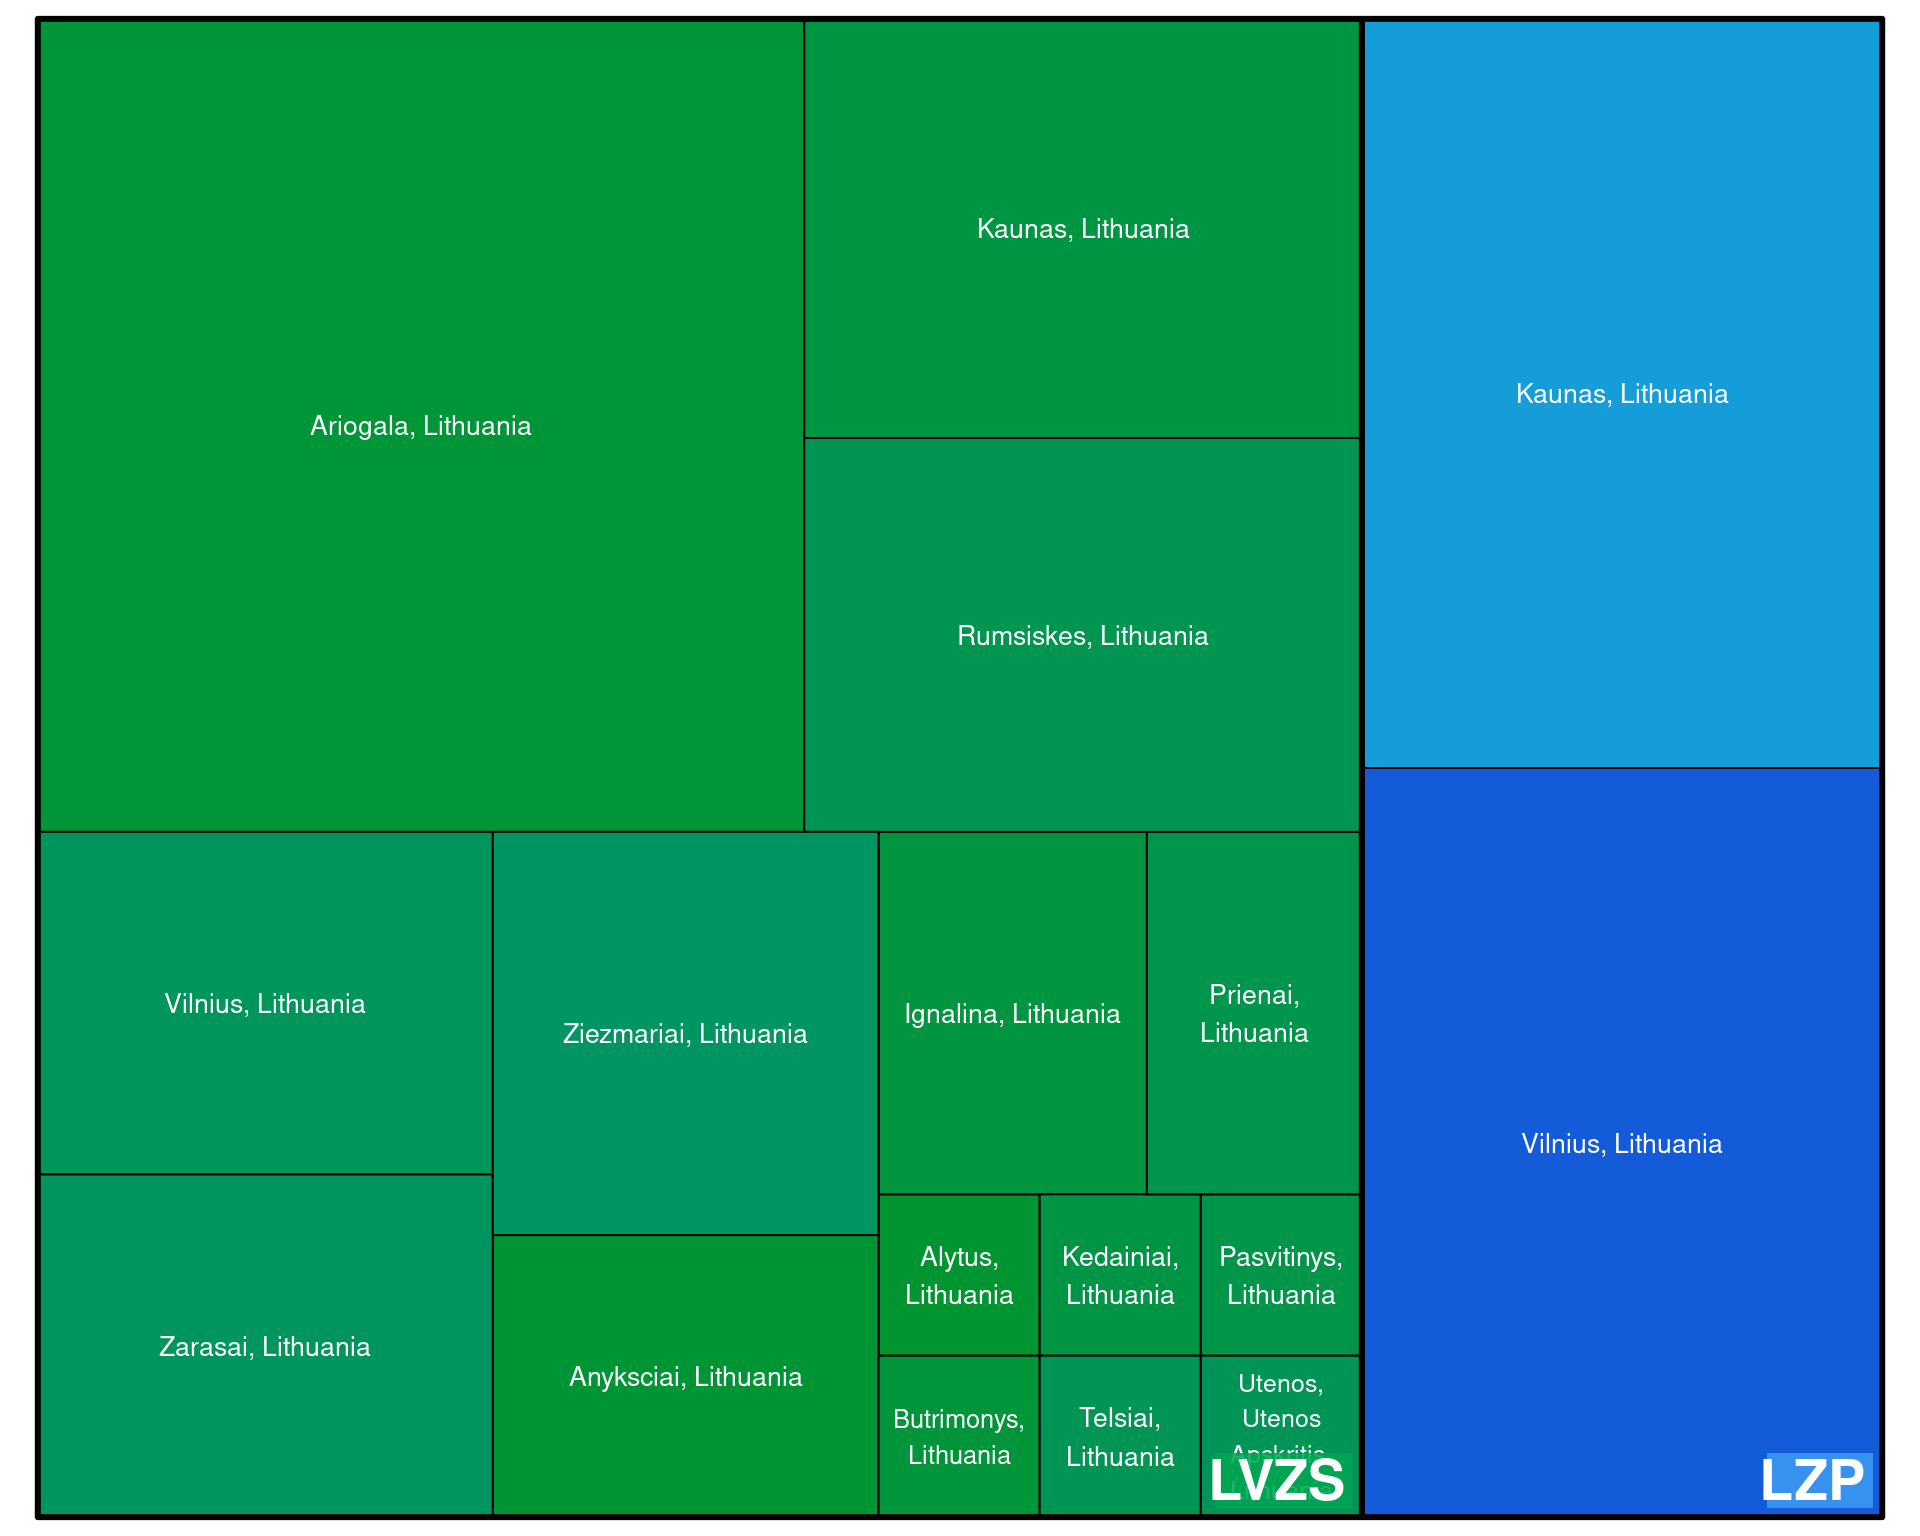 Ariogala, Lithuania
Kaunas, Lithuania
Rumsiskes, Lithuania
Kaunas, Lithuania
Vilnius, Lithuania
Ziezmariai, Lithuania
Ignalina, Lithuania
Prienai,
Lithuania
Vilnius, Lithuania
Zarasai, Lithuania
Anyksciai, Lithuania
Alytus,
Lithuania
Kedainiai,
Lithuania
Pasvitinys,
Lithuania
Butrimonys,
Lithuania
Telsiai,
Lithuania
Utenos,
Utenos
Apskritis,
LVZS
LZP